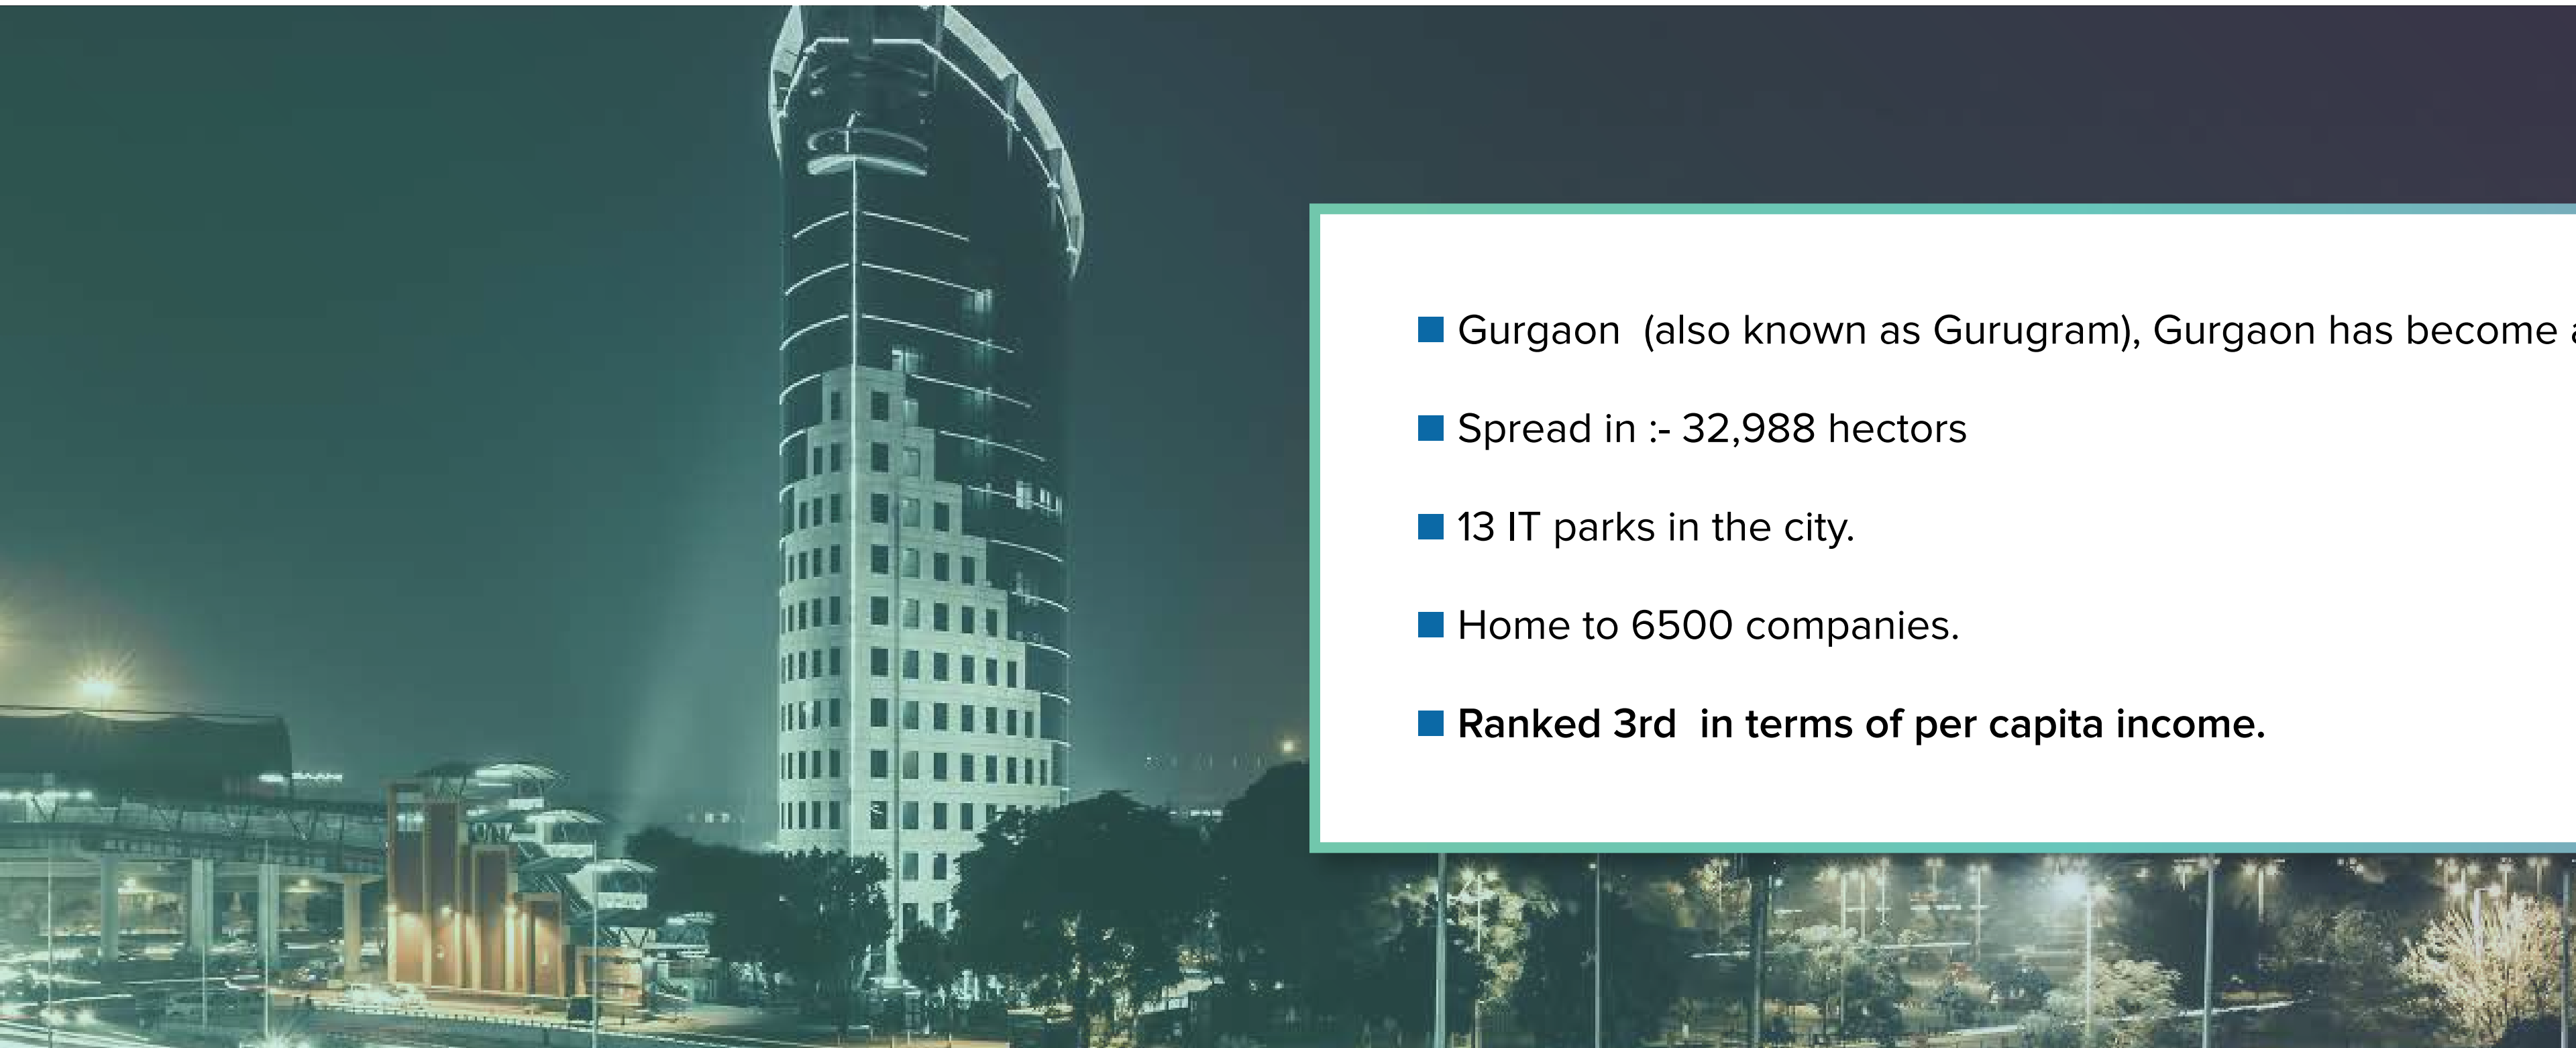 Gurgaon  (also known as Gurugram), Gurgaon has become
Spread in :- 32,988 hectors
13 IT parks in the city.
Home to 6500 companies.
Ranked 3rd  in terms of per capita income.